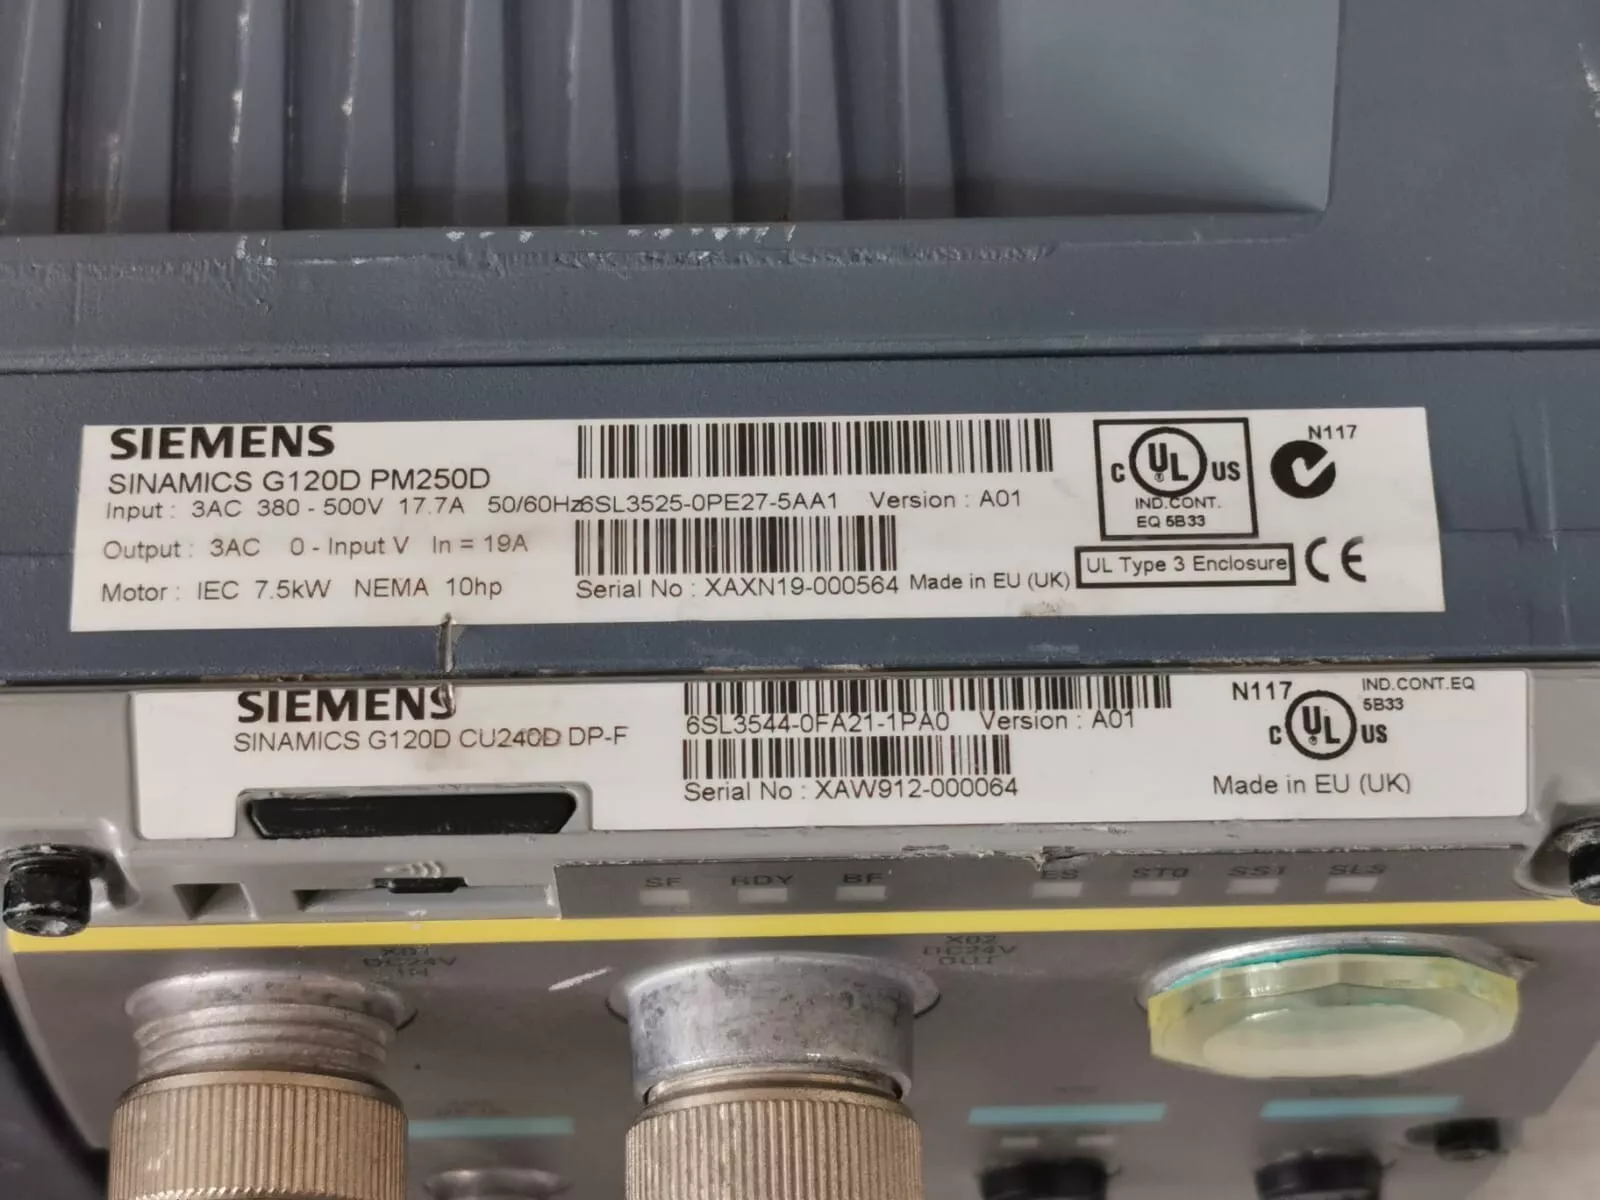 SIEMENS
SINAMICS G120D PM250D
Input : 3AC 380 - 500V 17.7A 50/60Hz
6SL3525-0PE27-5AA1 Version : A01
Output : 3AC 0 - Input V In = 19A
Motor : IEC 7.5kW NEMA 10hp
Serial No : XAXN19-000564 Made in EU (UK)
C UL US
IND.CONT.
EQ 5B33
N117
UL Type 3 Enclosure
CE
SIEMENS
SINAMICS G120D CU240D DP-F
6SL3544-0FA21-1PA0 Version : A01
Serial No : XAW912-000064
N117
C UL US
IND.CONT.EQ
5B33
Made in EU (UK)
SF RDY BF ES STO SS1 SLS
X01
DC24V
IN
X02
DC24V
OUT